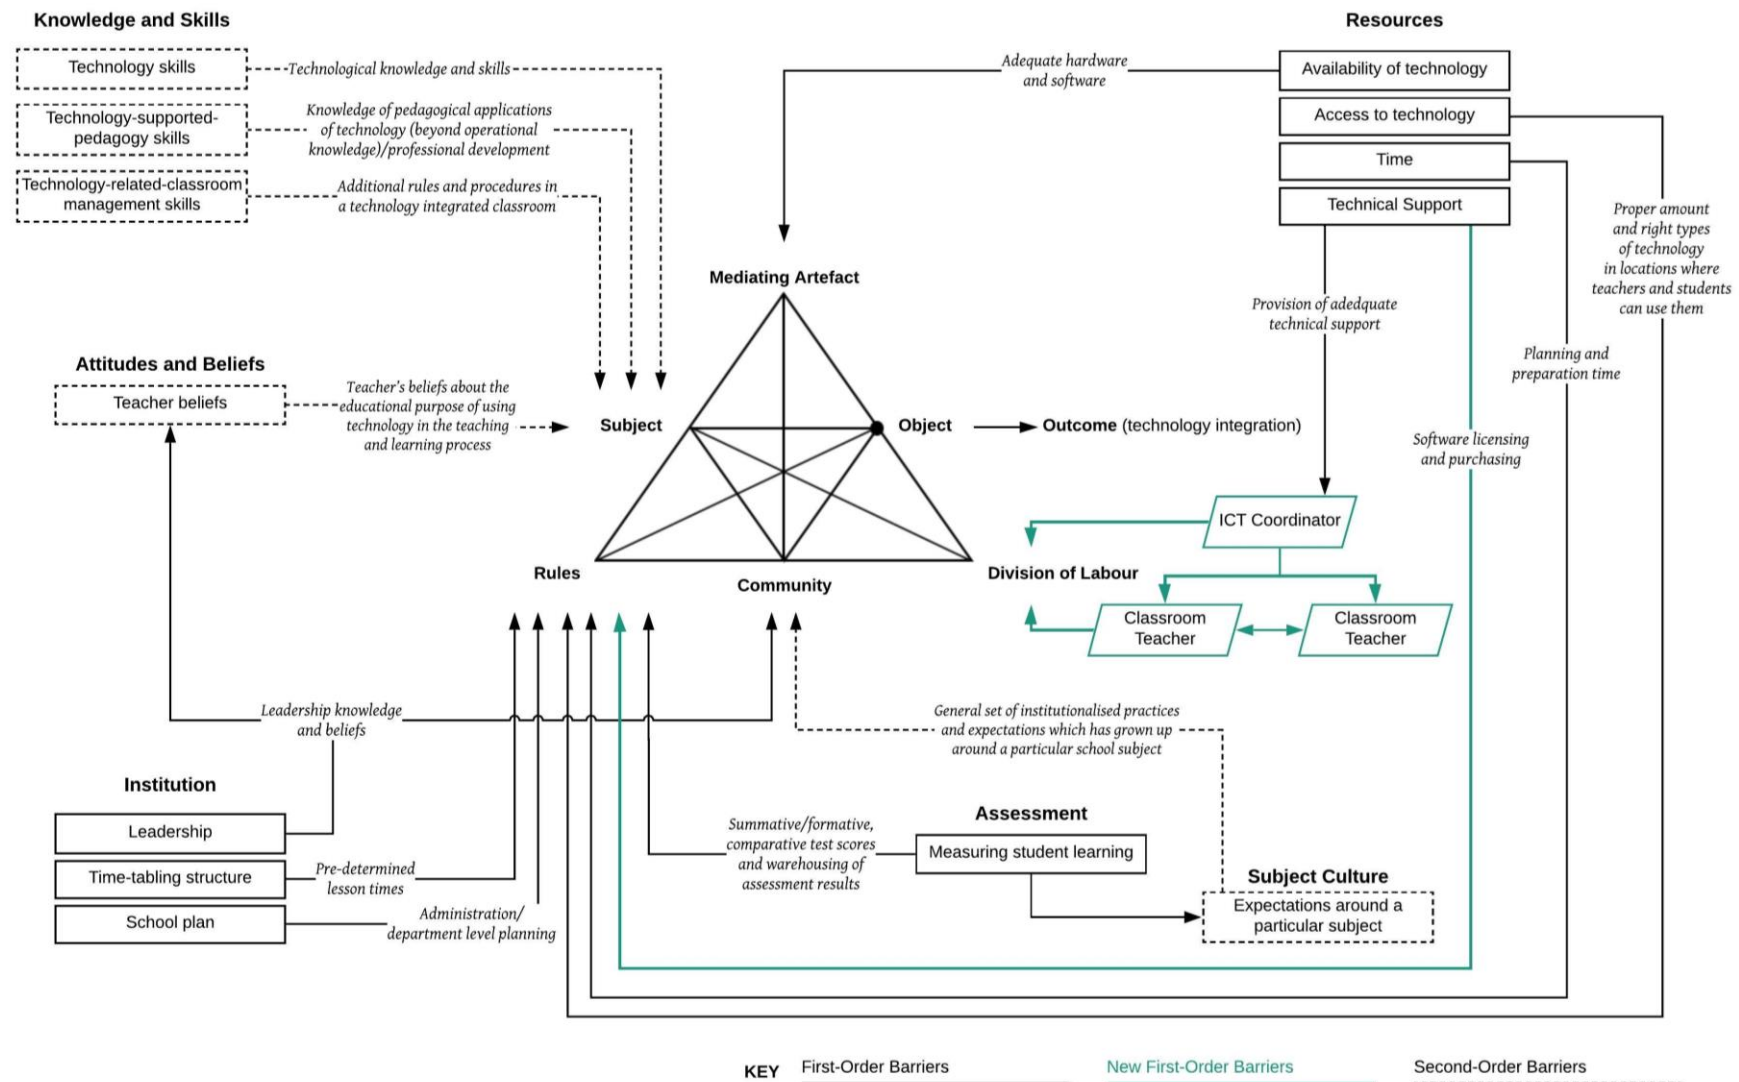 Knowledge and Skills
Technology skills
Technological knowledge and skills
Technology-supported-
pedagogy skills
Knowledge of pedagogical applications
of technology (beyond operational
knowledge)/professional development
Technology-related-classroom
management skills
Additional rules and procedures in
a technology integrated classroom
Resources
Availability of technology
Adequate hardware
and software
Access to technology
Time
Technical Support
Proper amount
and right types
of technology
in locations where
teachers and students
can use them
Provision of adedquate
technical support
Planning and
preparation time
Software licensing
and purchasing
Mediating Artefact
Attitudes and Beliefs
Teacher beliefs
Teacher's beliefs about the
educational purpose of using
technology in the teaching
and learning process
Subject
Object
Outcome (technology integration)
ICT Coordinator
Rules
Community
Division of Labour
Classroom
Teacher
Classroom
Teacher
Leadership knowledge
and beliefs
General set of institutionalised practices
and expectations which has grown up
around a particular school subject
Institution
Leadership
Time-tabling structure
Pre-determined
lesson times
School plan
Administration/
department level planning
Assessment
Measuring student learning
Summative/formative,
comparative test scores
and warehousing of
assessment results
Subject Culture
Expectations around a
particular subject
KEY
First-Order Barriers
New First-Order Barriers
Second-Order Barriers